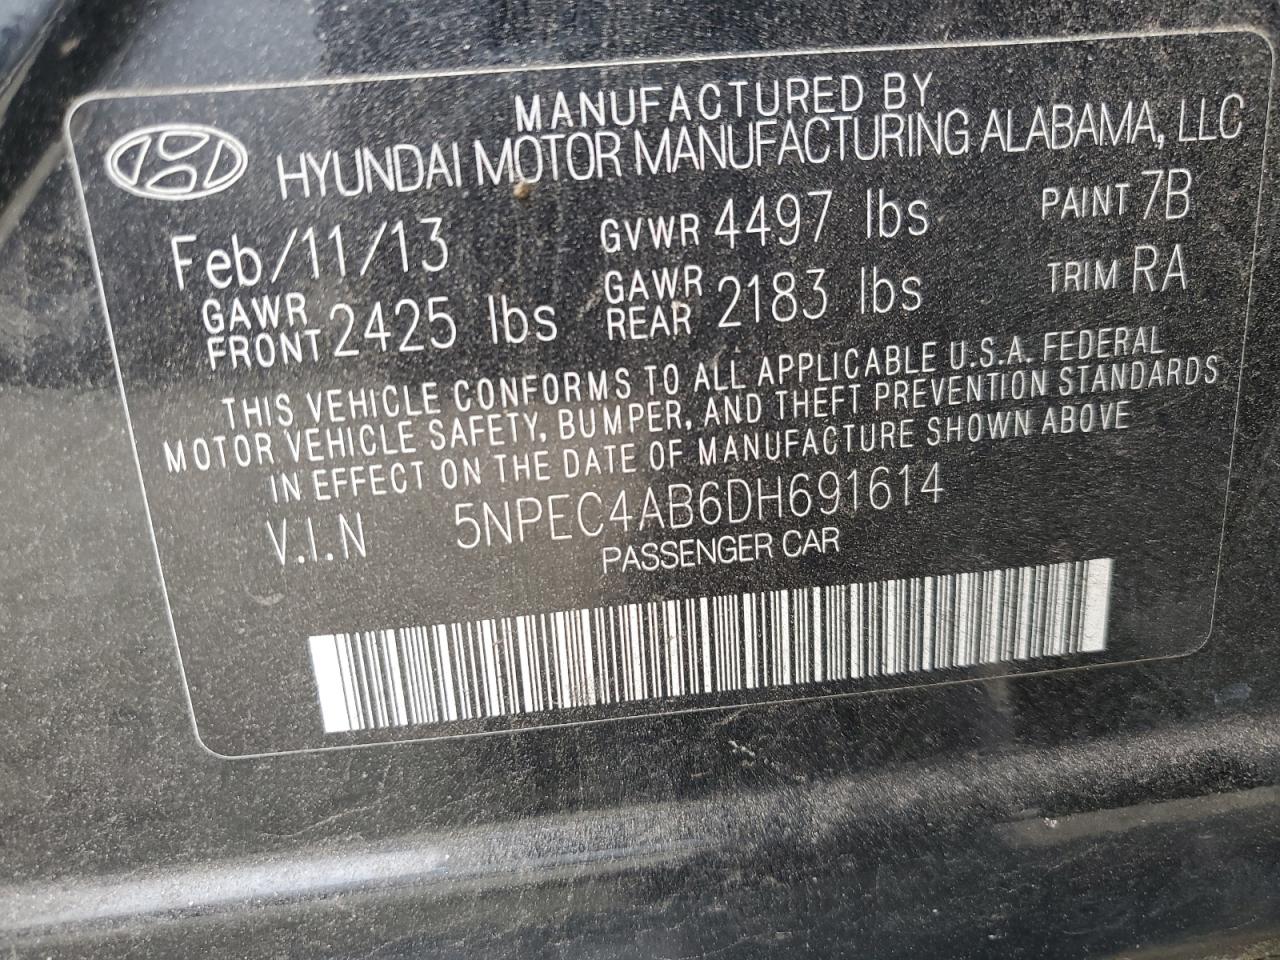 MANUFACTURED BY
HYUNDAI MOTOR MANUFACTURING ALABAMA, LLC
Feb/11/13 GVWR 4497 lbs PAINT 7B
GAWR FRONT 2425 lbs GAWR REAR 2183 lbs TRIM RA
THIS VEHICLE CONFORMS TO ALL APPLICABLE U.S.A. FEDERAL
MOTOR VEHICLE SAFETY, BUMPER, AND THEFT PREVENTION STANDARDS
IN EFFECT ON THE DATE OF MANUFACTURE SHOWN ABOVE
V.I.N 5NPEC4AB6DH691614
PASSENGER CAR